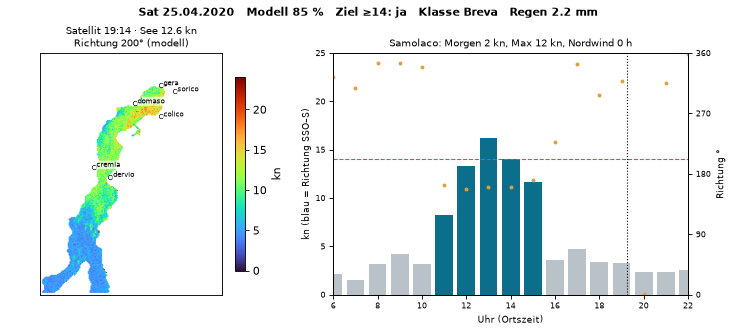 Sat 25.04.2020   Modell 85 %   Ziel ≥14: ja   Klasse Breva   Regen 2.2 mm
Satellit 19:14 · See 12.6 kn
Richtung 200° (modell)
gera
sorico
domaso
colico
cremia
dervio
20
15
10
5
0
kn
Samolaco: Morgen 2 kn, Max 12 kn, Nordwind 0 h
25
20
15
10
5
0
kn (blau = Richtung SSO–S)
360
270
180
90
0
Richtung °
6 8 10 12 14 16 18 20 22
Uhr (Ortszeit)